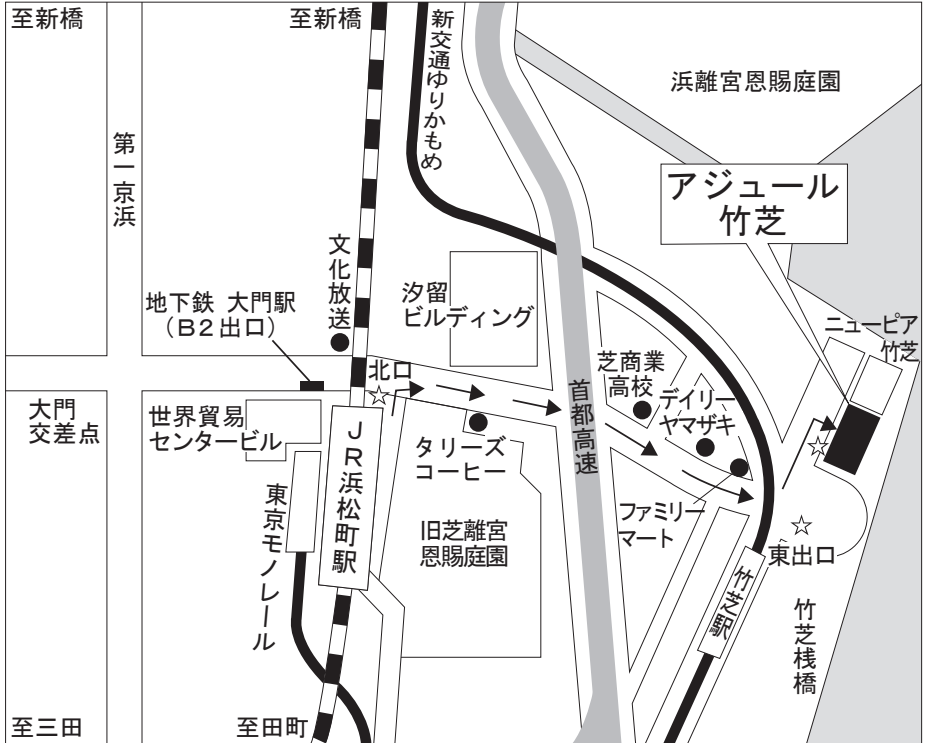 至新橋
至新橋
新交通ゆりかもめ
浜離宮恩賜庭園
第一京浜
アジュール
竹芝
文化放送
汐留
ビルディング
地下鉄 大門駅
（B2出口）
ニューピア
竹芝
北口
芝商業
高校
首都高速
デイリー
ヤマザキ
大門
交差点
世界貿易
センタービル
JR浜松町駅
タリーズ
コーヒー
東京モノレール
旧芝離宮
恩賜庭園
ファミリー
マート
東出口
竹芝駅
竹芝桟橋
至三田
至田町